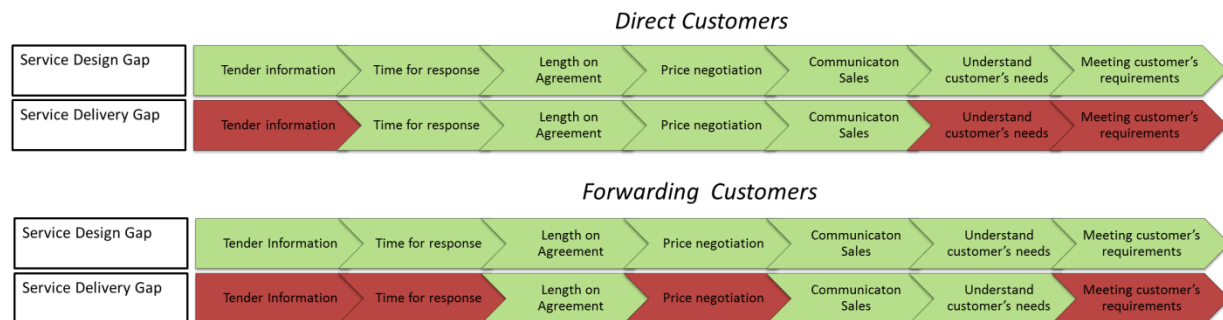 Direct Customers
Service Design Gap
Tender information
Time for response
Length on
Agreement
Price negotiation
Communicaton
Sales
Understand
customer's needs
Meeting customer's
requirements
Service Delivery Gap
Tender information
Time for response
Length on
Agreement
Price negotiation
Communicaton
Sales
Understand
customer's needs
Meeting customer's
requirements
Forwarding Customers
Service Design Gap
Tender Information
Time for response
Length on
Agreement
Price negotiation
Communicaton
Sales
Understand
customer's needs
Meeting customer's
requirements
Service Delivery Gap
Tender Information
Time for response
Length on
Agreement
Price negotiation
Communicaton
Sales
Understand
customer's needs
Meeting customer's
requirements